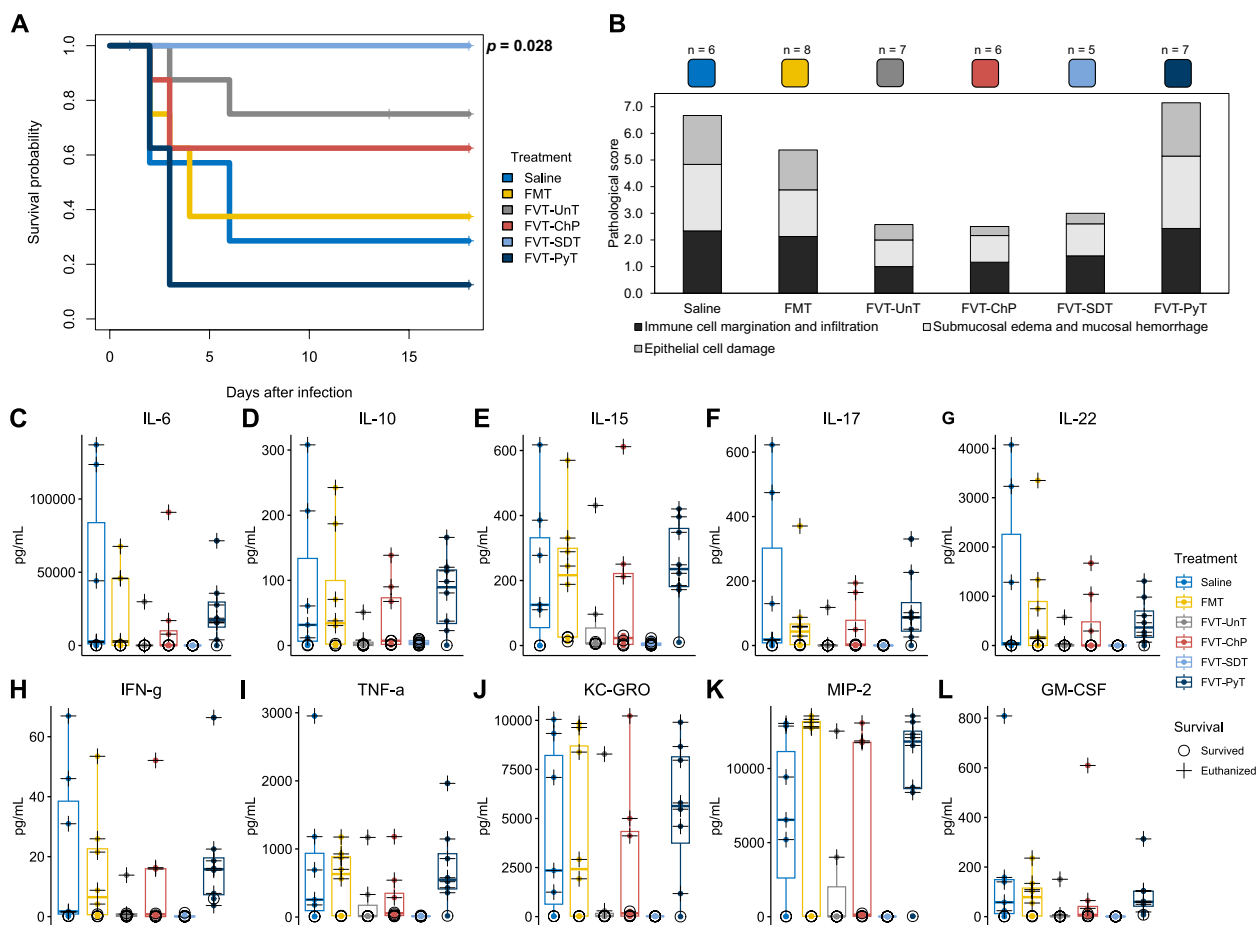 A
1.0
0.8
0.6
0.4
0.2
0.0
Survival probability
0
5
10
15
Days after infection
p = 0.028
Treatment
Saline
FMT
FVT-UnT
FVT-ChP
FVT-SDT
FVT-PyT
B
n = 6
n = 8
n = 7
n = 6
n = 5
n = 7
7.0
6.0
5.0
4.0
3.0
2.0
1.0
0.0
Pathological score
Saline
FMT
FVT-UnT
FVT-ChP
FVT-SDT
FVT-PyT
Immune cell margination and infiltration
Submucosal edema and mucosal hemorrhage
Epithelial cell damage
C
IL-6
100000
50000
0
pg/mL
D
IL-10
300
200
100
0
pg/mL
E
IL-15
600
400
200
0
pg/mL
F
IL-17
600
400
200
0
pg/mL
G
IL-22
4000
3000
2000
1000
0
pg/mL
Treatment
Saline
FMT
FVT-UnT
FVT-ChP
FVT-SDT
FVT-PyT
H
IFN-g
60
40
20
0
pg/mL
I
TNF-a
3000
2000
1000
0
pg/mL
J
KC-GRO
10000
7500
5000
2500
0
pg/mL
K
MIP-2
10000
5000
0
pg/mL
L
GM-CSF
800
600
400
200
0
pg/mL
Survival
Survived
Euthanized